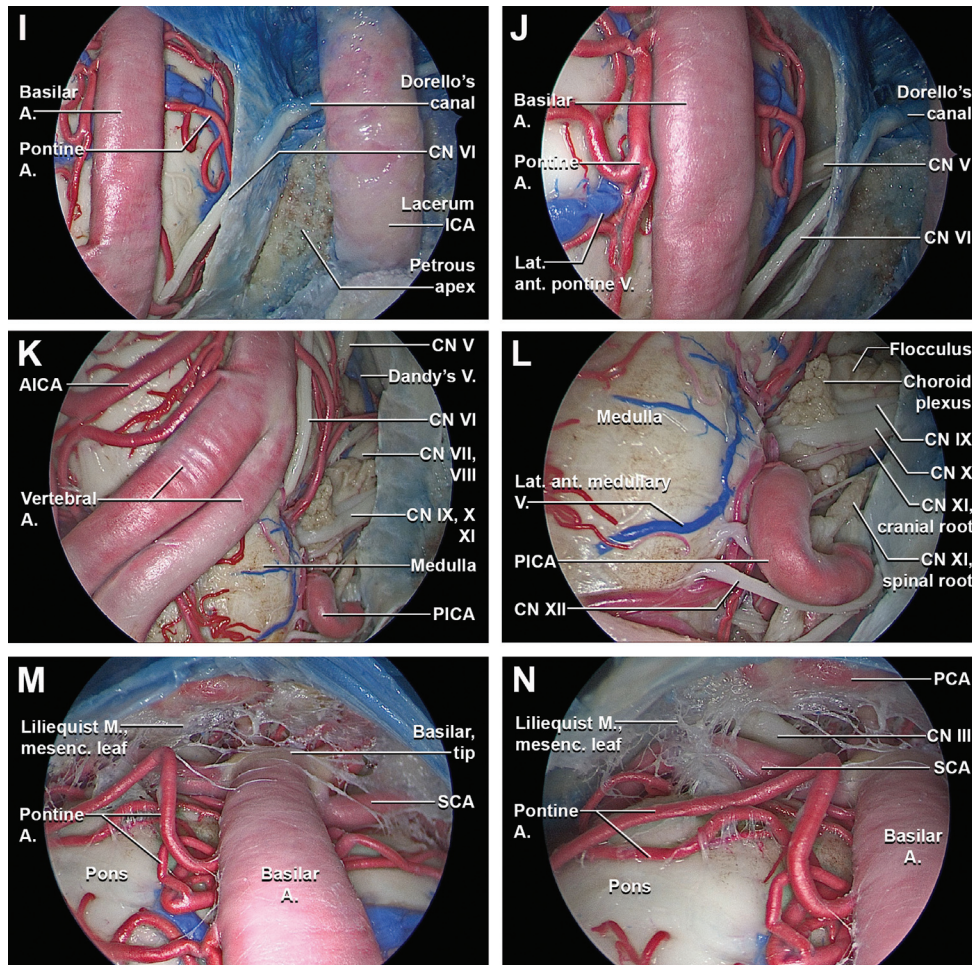 I
Basilar
A.
Pontine
A.
Dorello's
canal
CN VI
Lacerum
ICA
Petrous
apex
J
Basilar
A.
Pontine
A.
Lat.
ant. pontine V.
Dorello's
canal
CN V
CN VI
K
AICA
Vertebral
A.
CN V
Dandy's V.
CN VI
CN VII,
VIII
CN IX, X
XI
Medulla
PICA
L
Medulla
Lat. ant. medullary
V.
PICA
CN XII
Flocculus
Choroid
plexus
CN IX
CN X
CN XI,
cranial root
CN XI,
spinal root
M
Liliequist M.,
mesenc. leaf
Pontine
A.
Pons
Basilar
A.
Basilar,
tip
SCA
N
Liliequist M.,
mesenc. leaf
Pontine
A.
Pons
PCA
CN III
SCA
Basilar
A.